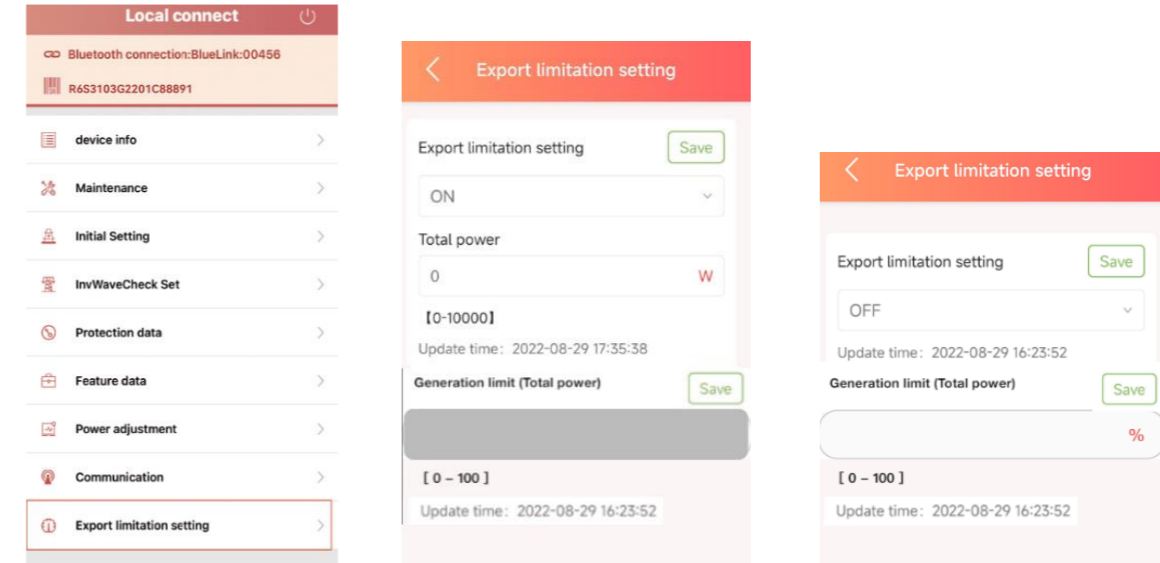 Local connect
Bluetooth connection:BlueLink:00456
R6S3103G2201C88891
device info
Maintenance
Initial Setting
InvWaveCheck Set
Protection data
Feature data
Power adjustment
Communication
Export limitation setting
Export limitation setting
Export limitation setting
Save
ON
Total power
0
W
【0-10000】
Update time: 2022-08-29 17:35:38
Generation limit (Total power)
Save
[ 0 – 100 ]
Update time: 2022-08-29 16:23:52
Export limitation setting
Export limitation setting
Save
OFF
Update time: 2022-08-29 16:23:52
Generation limit (Total power)
Save
%
[ 0 – 100 ]
Update time: 2022-08-29 16:23:52